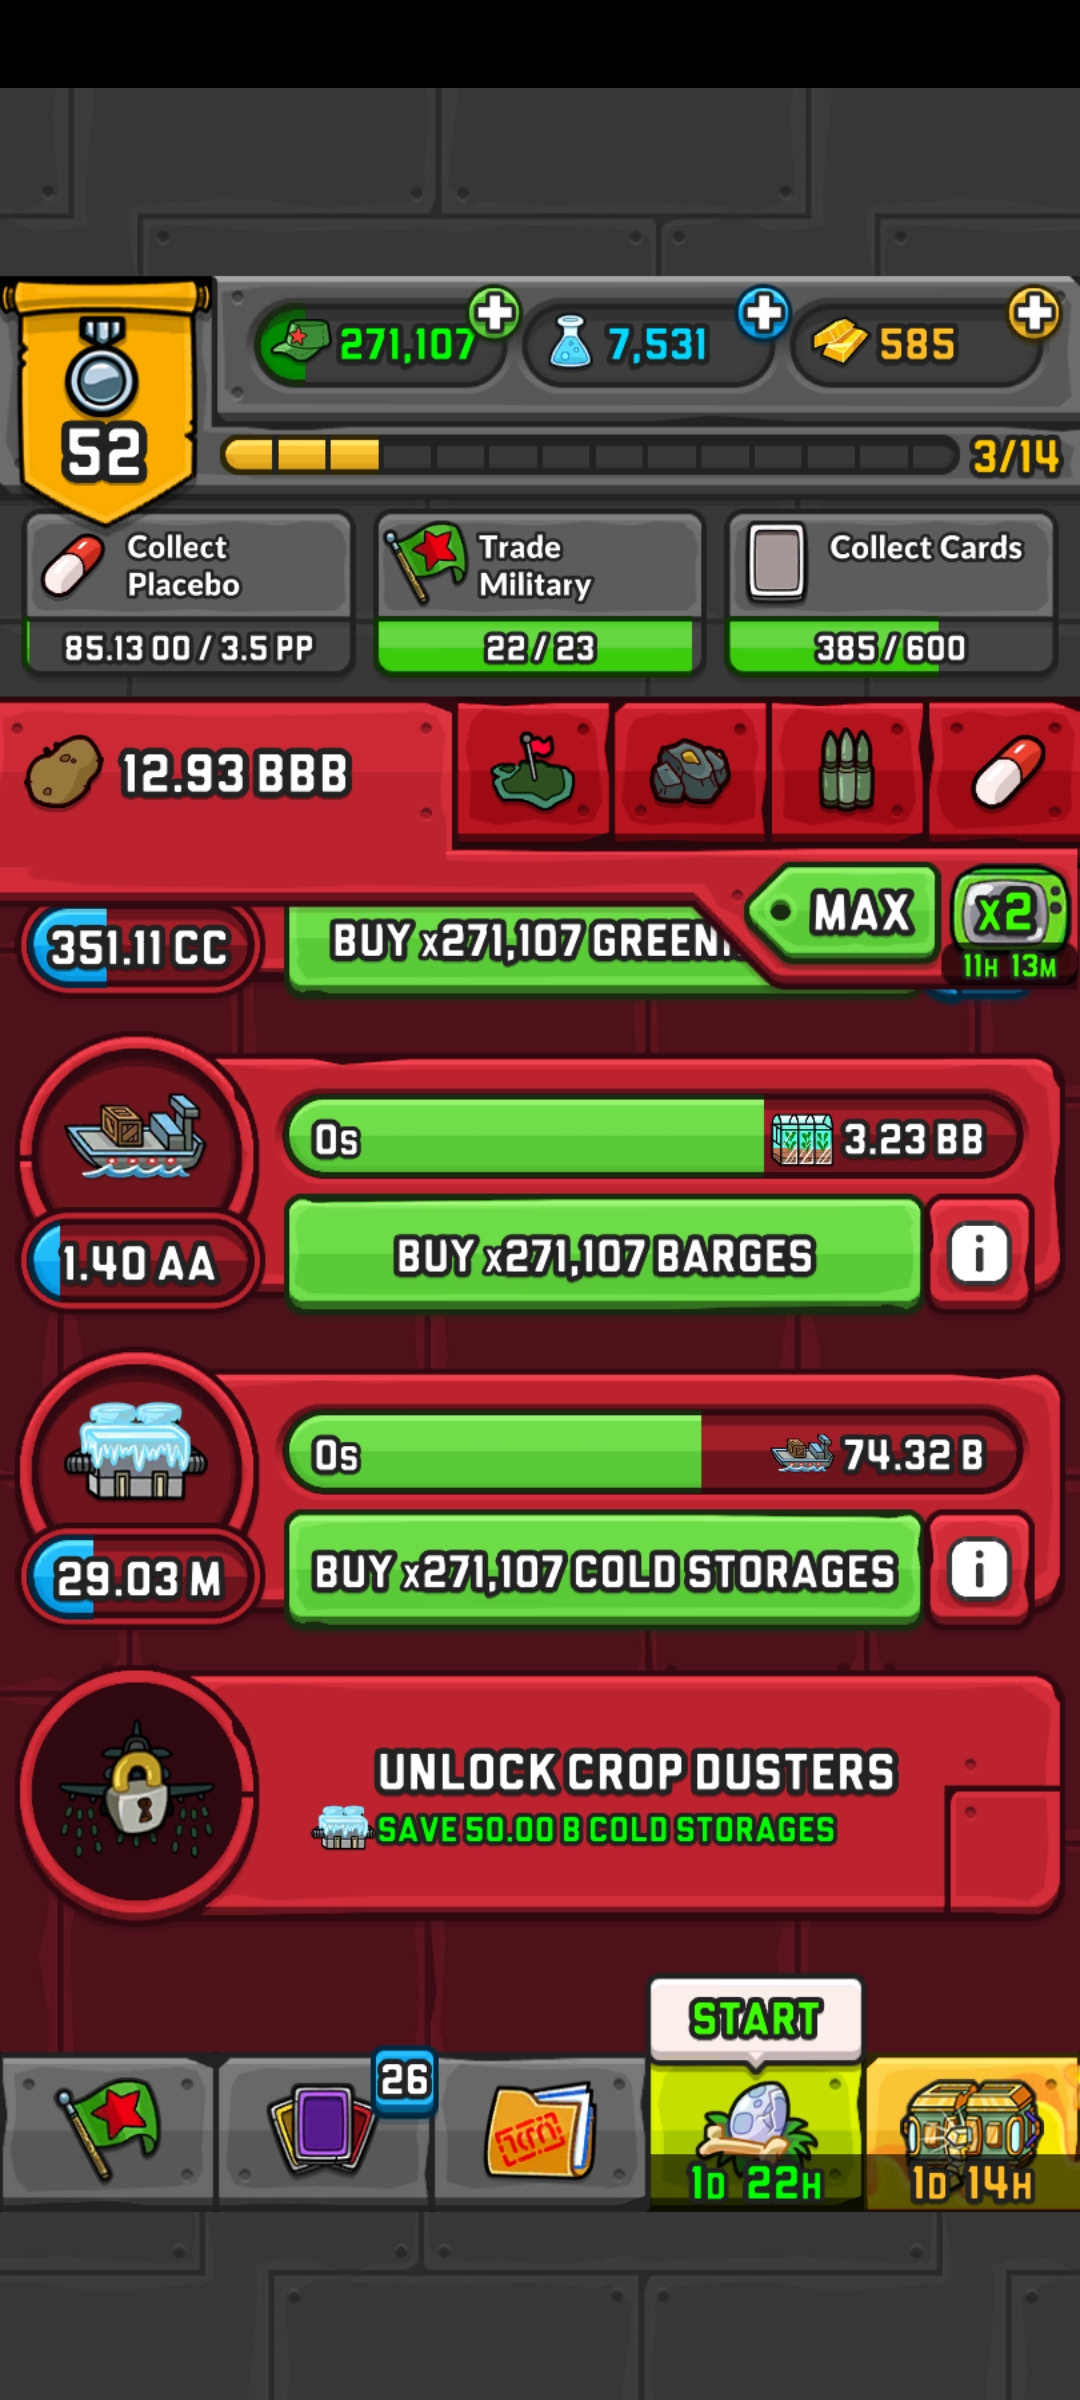 271,107
7,531
585
52
3/14
Collect
Placebo
85.13 OO / 3.5 PP
Trade
Military
22 / 23
Collect Cards
385 / 600
12.93 BBB
MAX
x2
11H 13M
351.11 CC
BUY x271,107 GREEN
0s
3.23 BB
1.40 AA
BUY x271,107 BARGES
i
0s
74.32 B
29.03 M
BUY x271,107 COLD STORAGES
i
UNLOCK CROP DUSTERS
SAVE 50.00 B COLD STORAGES
START
26
1D 22H
1D 14H